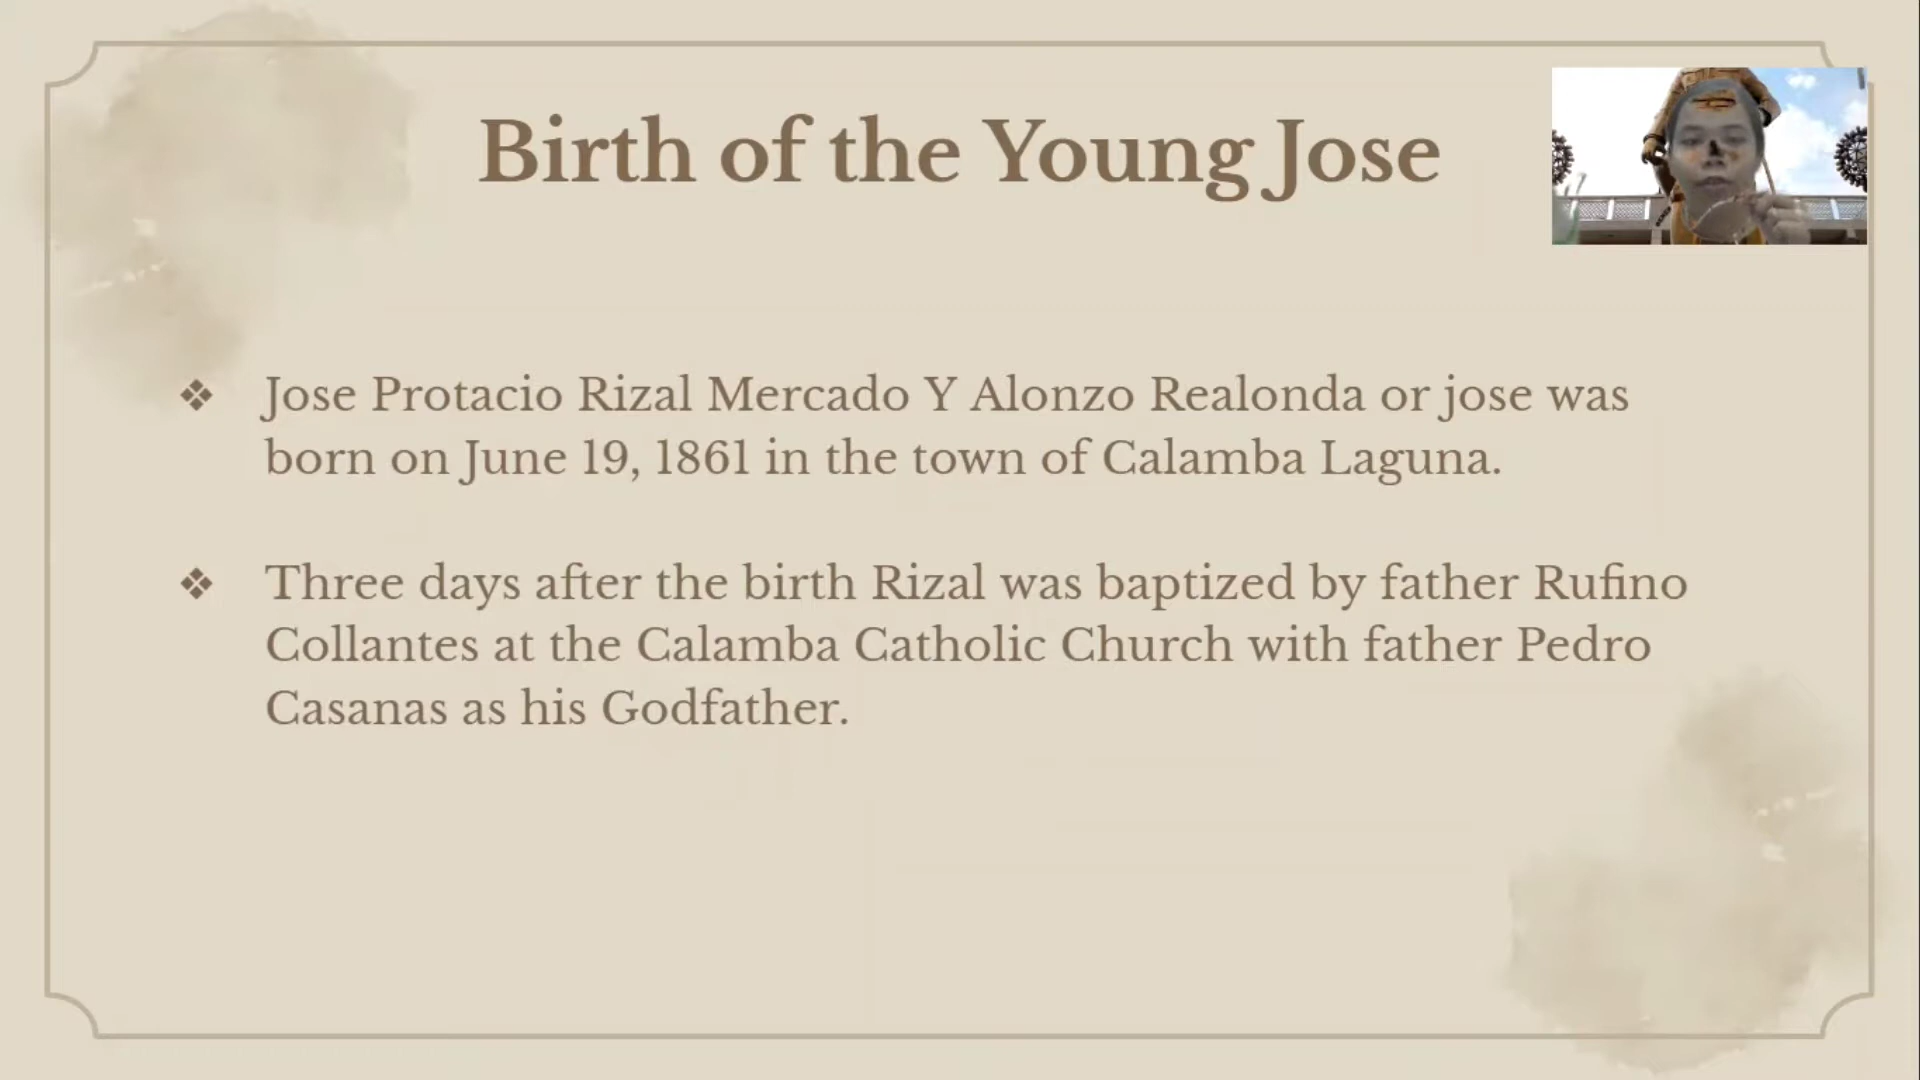 Birth of the Young Jose
❖ Jose Protacio Rizal Mercado Y Alonzo Realonda or jose was
born on June 19, 1861 in the town of Calamba Laguna.
❖ Three days after the birth Rizal was baptized by father Rufino
Collantes at the Calamba Catholic Church with father Pedro
Casanas as his Godfather.